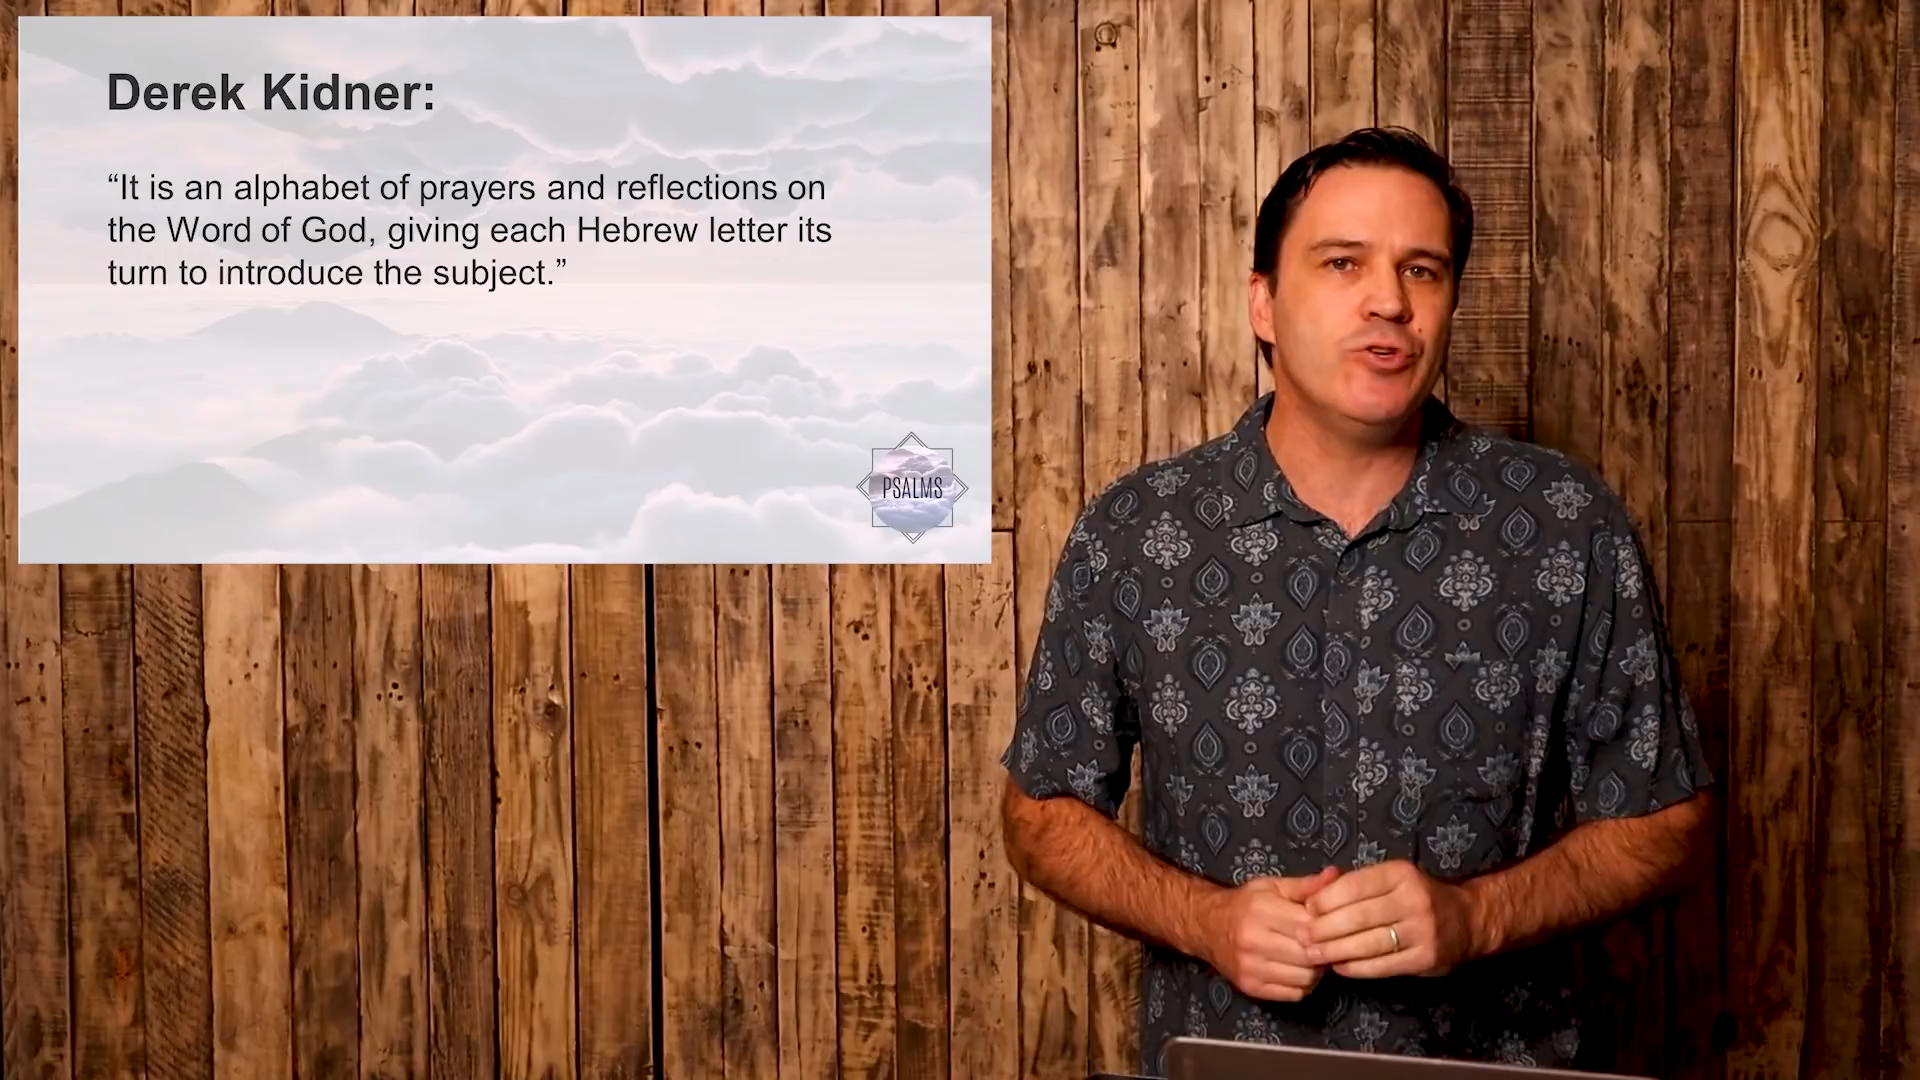 Derek Kidner:
“It is an alphabet of prayers and reflections on
the Word of God, giving each Hebrew letter its
turn to introduce the subject.”
PSALMS